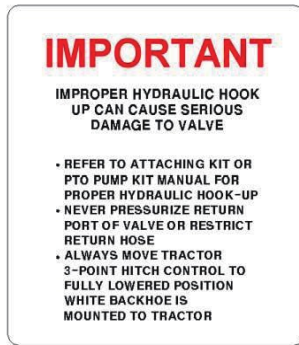 IMPORTANT
IMPROPER HYDRAULIC HOOK
UP CAN CAUSE SERIOUS
DAMAGE TO VALVE
• REFER TO ATTACHING KIT OR
PTO PUMP KIT MANUAL FOR
PROPER HYDRAULIC HOOK-UP
• NEVER PRESSURIZE RETURN
PORT OF VALVE OR RESTRICT
RETURN HOSE
• ALWAYS MOVE TRACTOR
3-POINT HITCH CONTROL TO
FULLY LOWERED POSITION
WHITE BACKHOE IS
MOUNTED TO TRACTOR